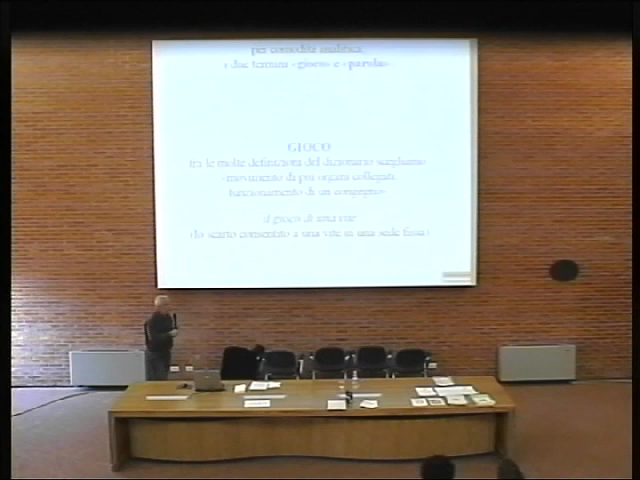 per comodità analitica,
i due termini «gioco» e «parola»
GIOCO
tra le molte definizioni del dizionario scegliamo
«movimento di più organi collegati,
funzionamento di un congegno»
il gioco di una vite
(lo scarto consentito a una vite in una sede fissa)